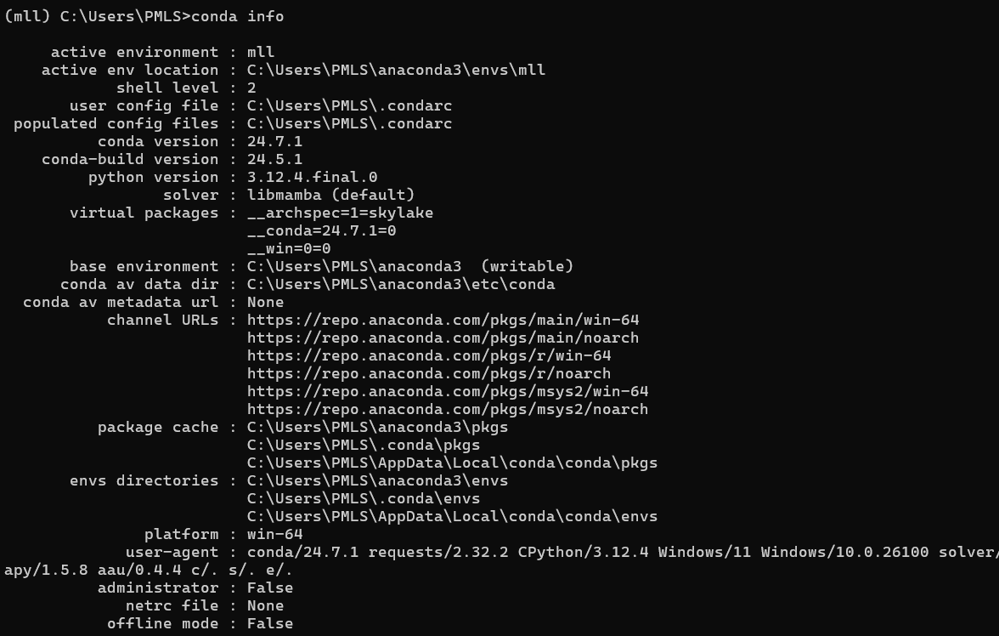 (mll) C:\Users\PMLS>conda info
active environment : mll
active env location : C:\Users\PMLS\anaconda3\envs\mll
shell level : 2
user config file : C:\Users\PMLS\.condarc
populated config files : C:\Users\PMLS\.condarc
conda version : 24.7.1
conda-build version : 24.5.1
python version : 3.12.4.final.0
solver : libmamba (default)
virtual packages : __archspec=1=skylake
__conda=24.7.1=0
__win=0=0
base environment : C:\Users\PMLS\anaconda3  (writable)
conda av data dir : C:\Users\PMLS\anaconda3\etc\conda
conda av metadata url : None
channel URLs : https://repo.anaconda.com/pkgs/main/win-64
https://repo.anaconda.com/pkgs/main/noarch
https://repo.anaconda.com/pkgs/r/win-64
https://repo.anaconda.com/pkgs/r/noarch
https://repo.anaconda.com/pkgs/msys2/win-64
https://repo.anaconda.com/pkgs/msys2/noarch
package cache : C:\Users\PMLS\anaconda3\pkgs
C:\Users\PMLS\.conda\pkgs
C:\Users\PMLS\AppData\Local\conda\conda\pkgs
envs directories : C:\Users\PMLS\anaconda3\envs
C:\Users\PMLS\.conda\envs
C:\Users\PMLS\AppData\Local\conda\conda\envs
platform : win-64
user-agent : conda/24.7.1 requests/2.32.2 CPython/3.12.4 Windows/11 Windows/10.0.26100 solver/
apy/1.5.8 aau/0.4.4 c/. s/. e/.
administrator : False
netrc file : None
offline mode : False